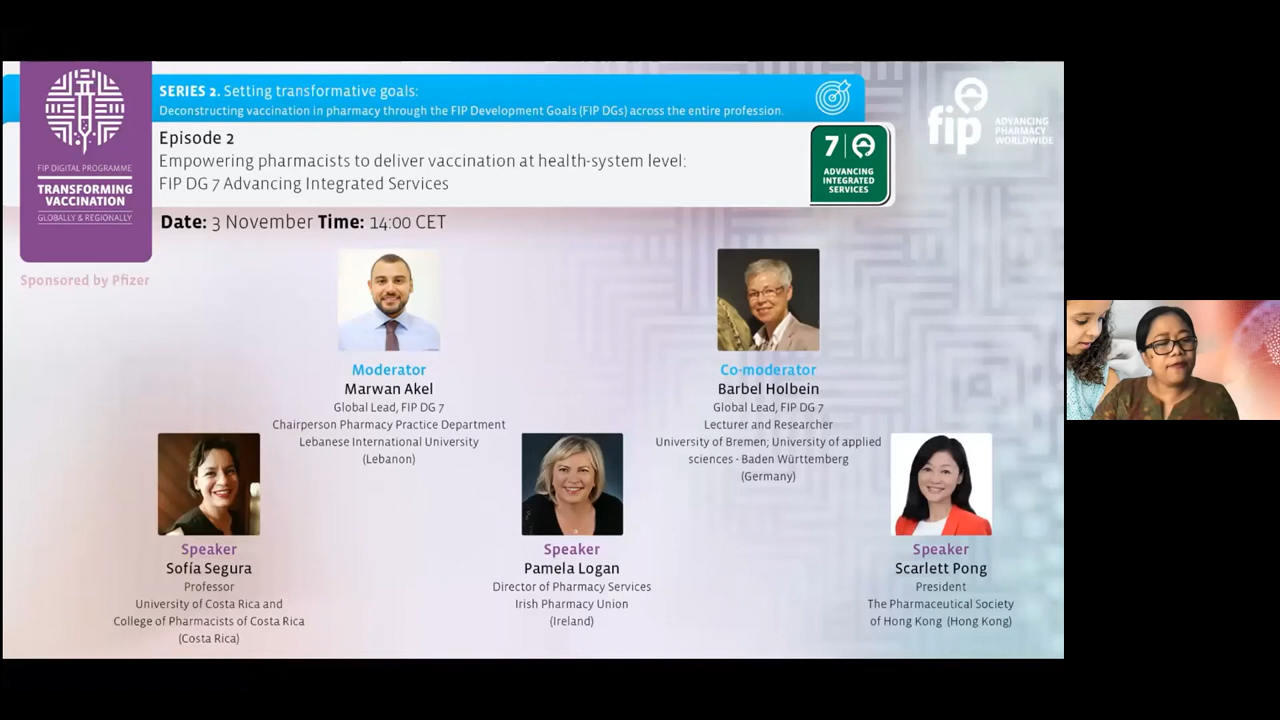 SERIES 2. Setting transformative goals:
Deconstructing vaccination in pharmacy through the FIP Development Goals (FIP DGs) across the entire profession.
Episode 2
Empowering pharmacists to deliver vaccination at health-system level:
FIP DG 7 Advancing Integrated Services
Date: 3 November Time: 14:00 CET
FIP DIGITAL PROGRAMME
TRANSFORMING
VACCINATION
GLOBALLY & REGIONALLY
Sponsored by Pfizer
7
ADVANCING
INTEGRATED
SERVICES
fip
ADVANCING
PHARMACY
WORLDWIDE
Moderator
Marwan Akel
Global Lead, FIP DG 7
Chairperson Pharmacy Practice Department
Lebanese International University
(Lebanon)
Co-moderator
Barbel Holbein
Global Lead, FIP DG 7
Lecturer and Researcher
University of Bremen; University of applied
sciences - Baden Württemberg
(Germany)
Speaker
Sofía Segura
Professor
University of Costa Rica and
College of Pharmacists of Costa Rica
(Costa Rica)
Speaker
Pamela Logan
Director of Pharmacy Services
Irish Pharmacy Union
(Ireland)
Speaker
Scarlett Pong
President
The Pharmaceutical Society
of Hong Kong (Hong Kong)